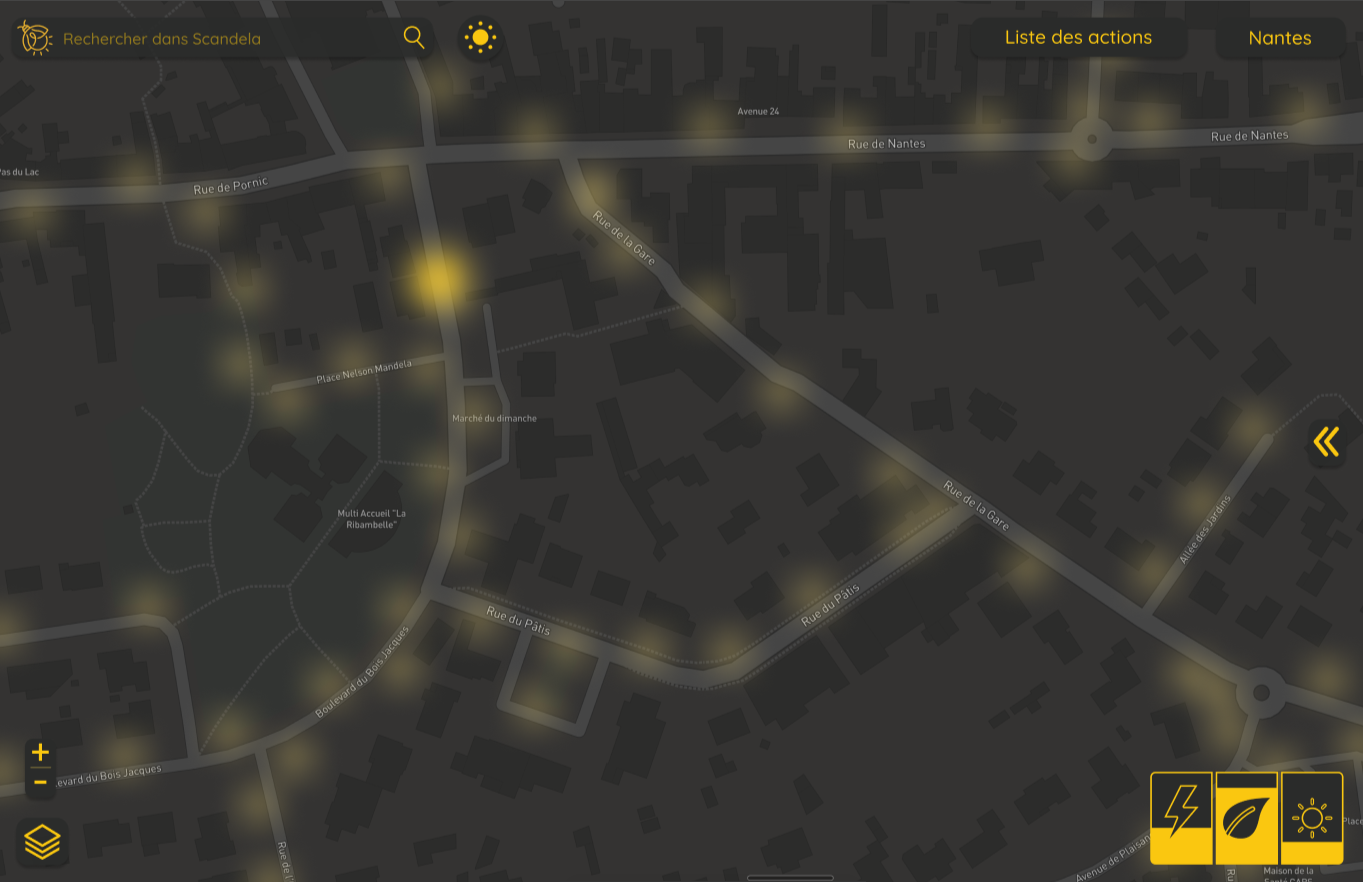 Rechercher dans Scandela
Liste des actions
Nantes
Avenue 24
Rue de Nantes
Rue de Nantes
Pas du Lac
Rue de Pornic
Rue de la Gare
Place Nelson Mandela
Marché du dimanche
Multi Accueil "La
Ribambelle"
Rue de la Gare
Allée des Jardins
Rue du Pâtis
Rue du Pâtis
Boulevard du Bois Jacques
+
-
levard du Bois Jacques
Rue de l'
Avenue de Plaisan
Ru
Place
Maison de la